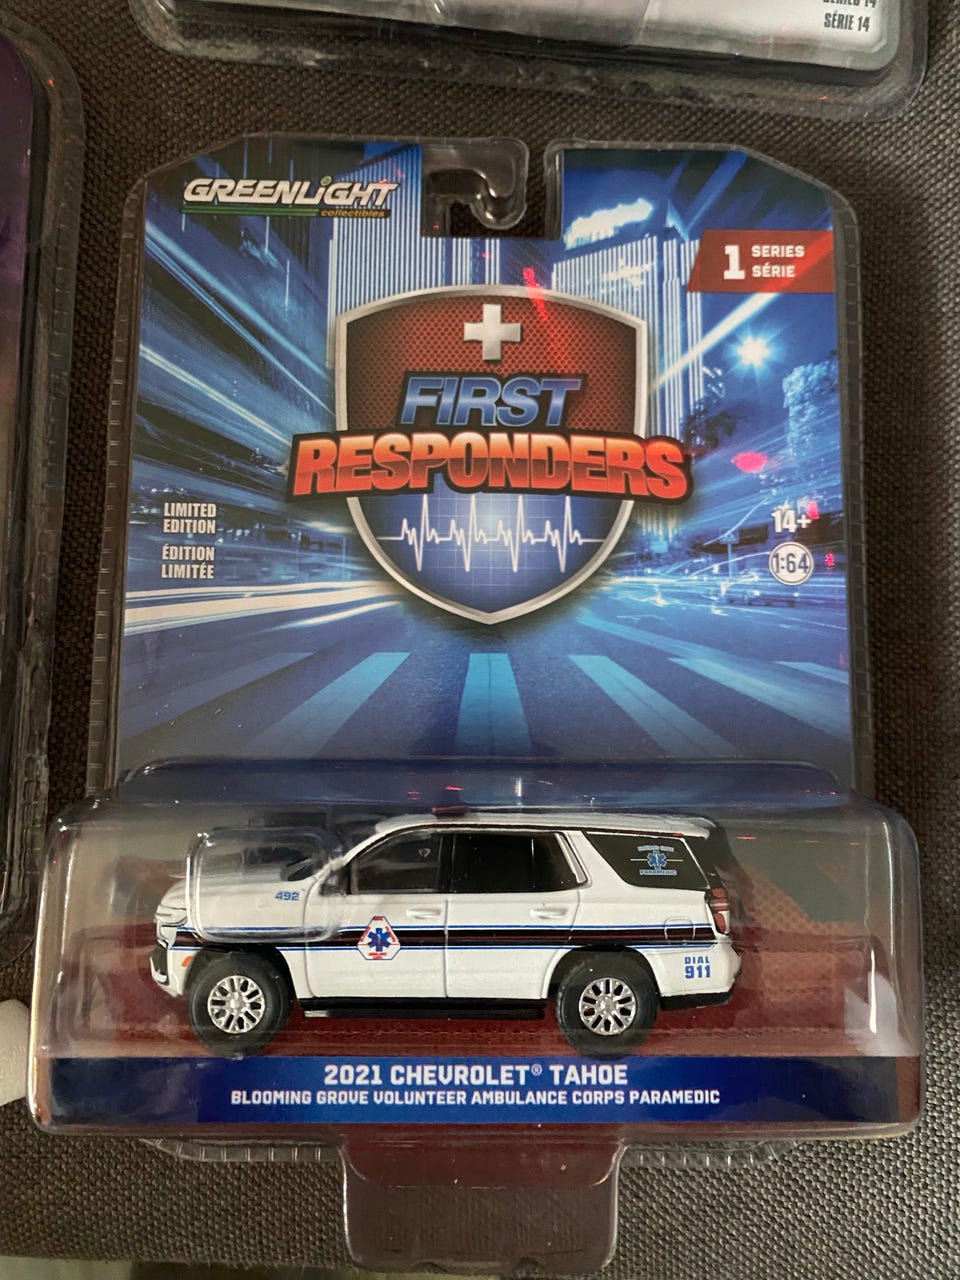 SERIES 14
SÉRIE 14
GREENLIGHT
collectibles
1 SERIES
SÉRIE
FIRST
RESPONDERS
LIMITED
EDITION
ÉDITION
LIMITÉE
14+
1:64
492
PARAMEDIC
DIAL
911
2021 CHEVROLET® TAHOE
BLOOMING GROVE VOLUNTEER AMBULANCE CORPS PARAMEDIC